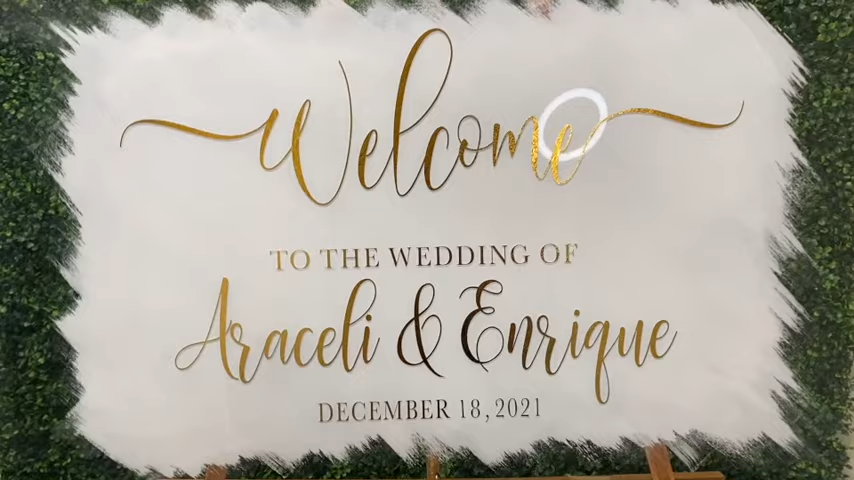 Welcome
TO THE WEDDING OF
Araceli & Enrique
DECEMBER 18, 2021